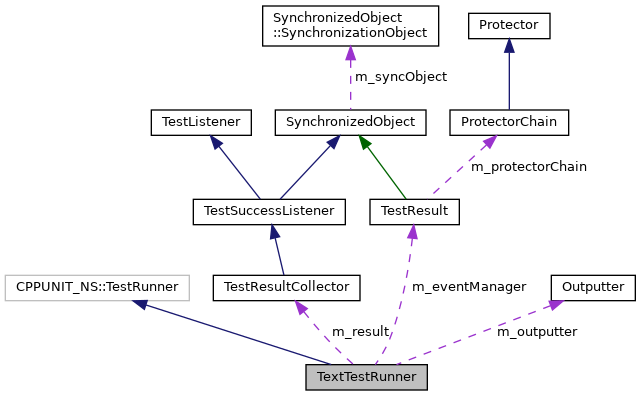 SynchronizedObject
::SynchronizationObject
Protector
m_syncObject
TestListener
SynchronizedObject
ProtectorChain
m_protectorChain
TestSuccessListener
TestResult
CPPUNIT_NS::TestRunner
TestResultCollector
m_eventManager
Outputter
m_result
m_outputter
TextTestRunner